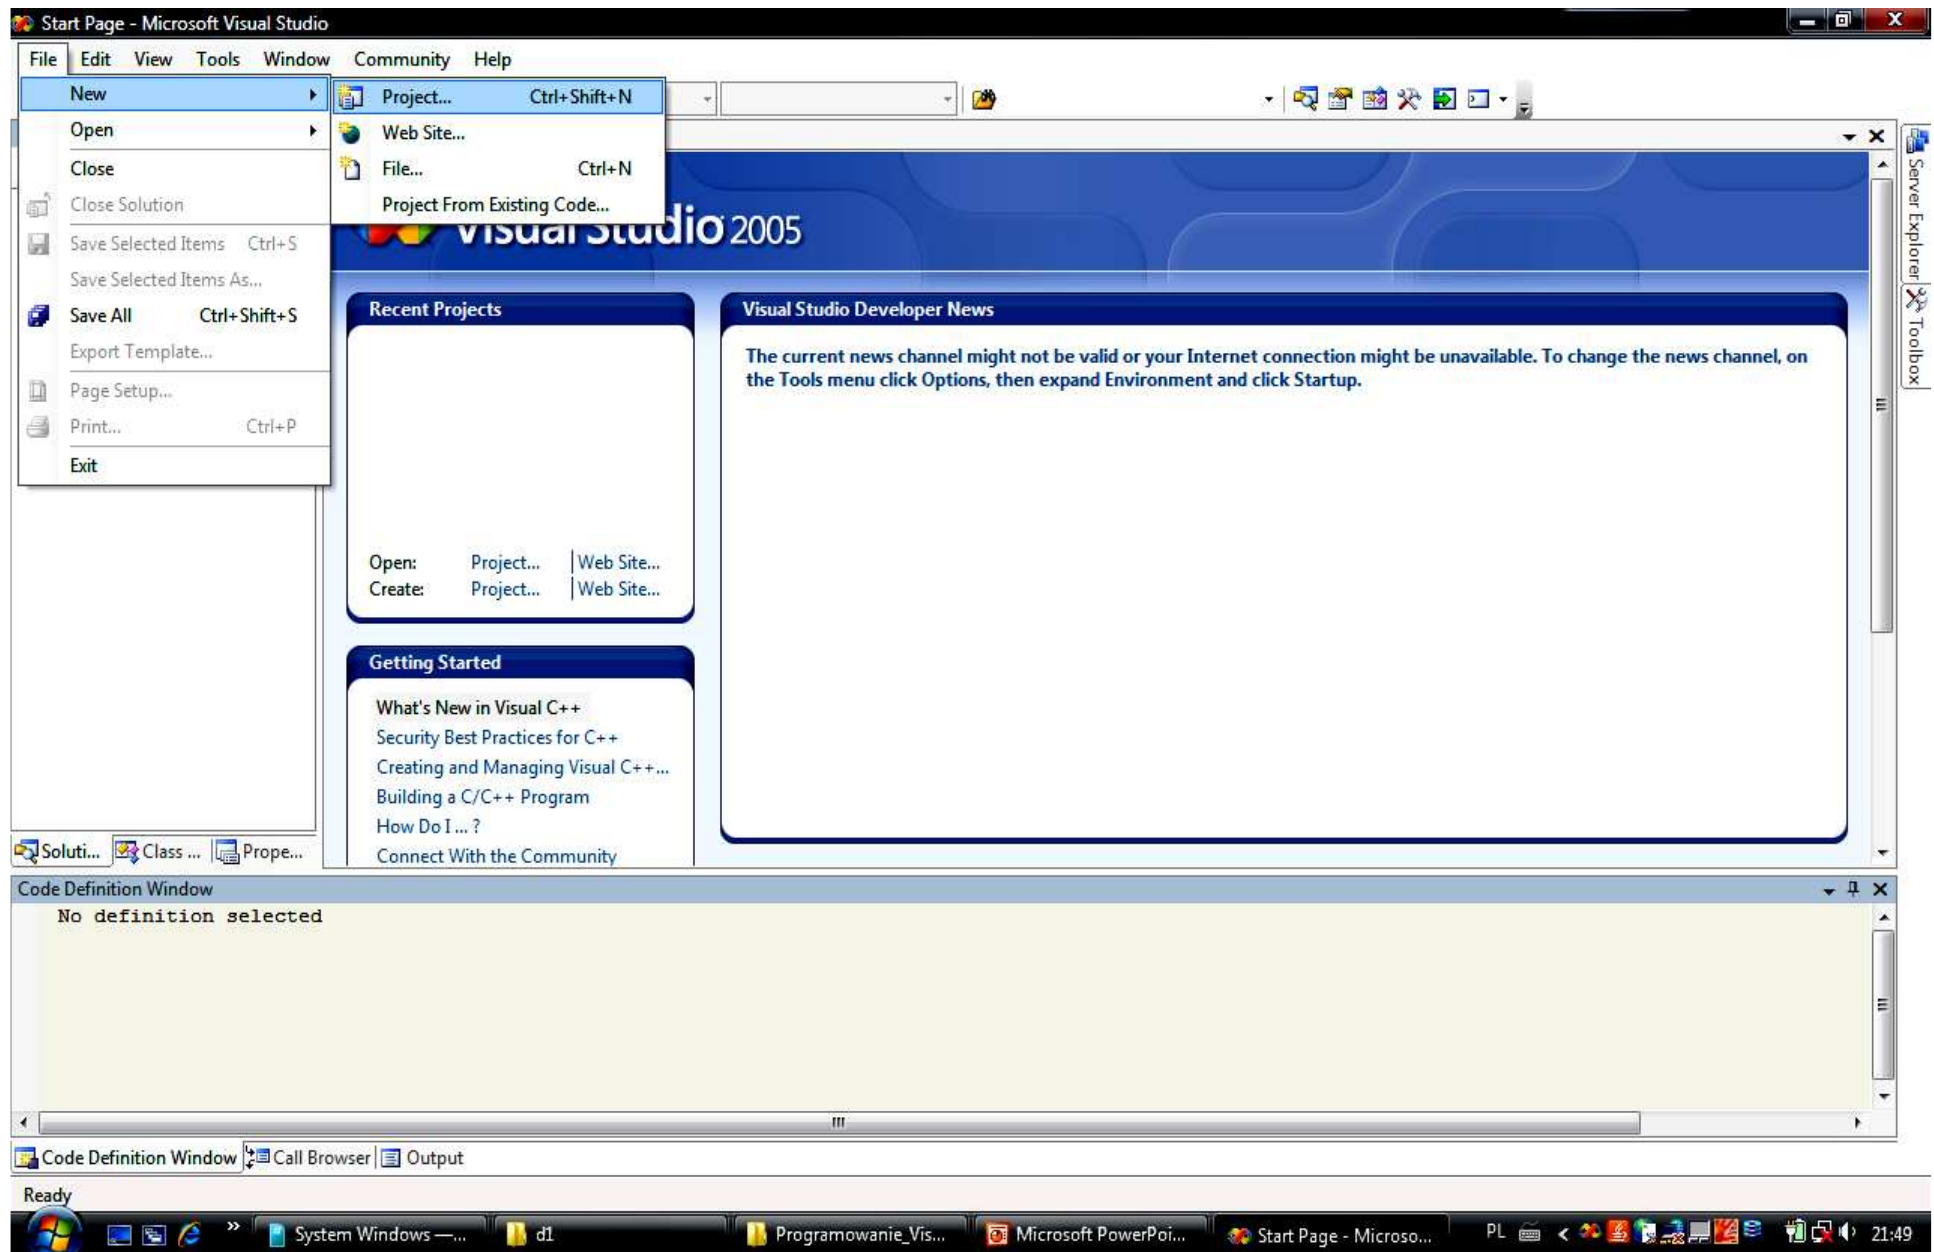 Start Page - Microsoft Visual Studio
File Edit View Tools Window Community Help
New
Open
Close
Close Solution
Save Selected Items Ctrl+S
Save Selected Items As...
Save All Ctrl+Shift+S
Export Template...
Page Setup...
Print... Ctrl+P
Exit
Project... Ctrl+Shift+N
Web Site...
File... Ctrl+N
Project From Existing Code...
Visual Studio 2005
Recent Projects
Open: Project... Web Site...
Create: Project... Web Site...
Getting Started
What's New in Visual C++
Security Best Practices for C++
Creating and Managing Visual C++...
Building a C/C++ Program
How Do I ... ?
Connect With the Community
Visual Studio Developer News
The current news channel might not be valid or your Internet connection might be unavailable. To change the news channel, on
the Tools menu click Options, then expand Environment and click Startup.
Server Explorer
Toolbox
Soluti... Class ... Prope...
Code Definition Window
No definition selected
Code Definition Window Call Browser Output
Ready
System Windows —... d1 Programowanie_Vis... Microsoft PowerPoi... Start Page - Microso... PL 21:49